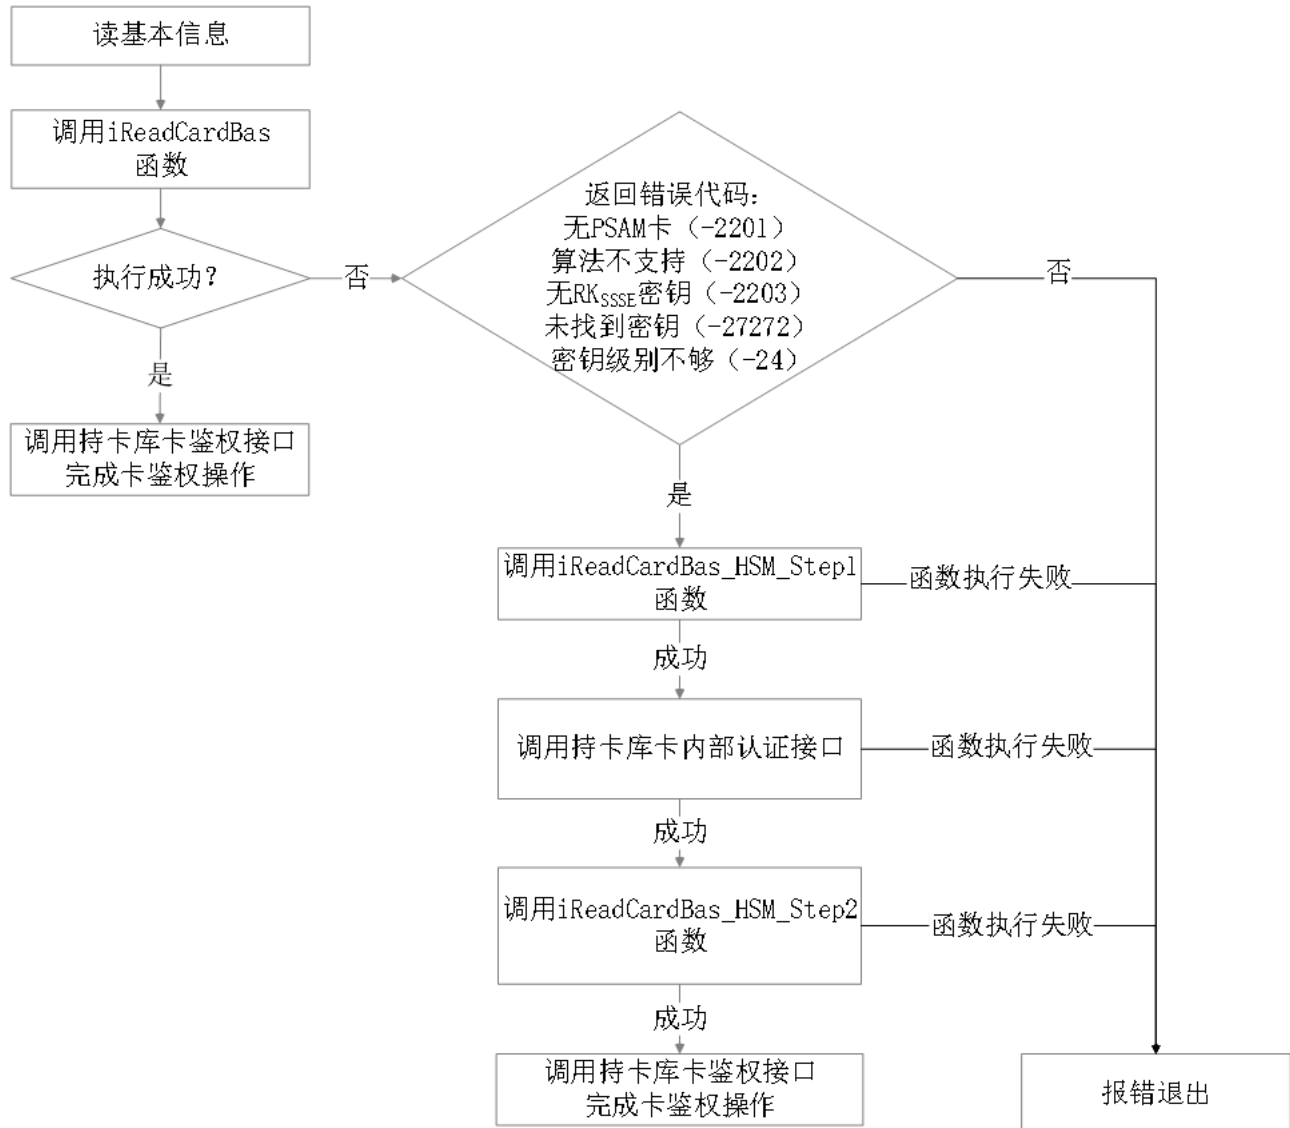 读基本信息
调用iReadCardBas
函数
执行成功？
否
是
调用持卡库卡鉴权接口
完成卡鉴权操作
返回错误代码：
无PSAM卡（-2201）
算法不支持（-2202）
无RKSSSE密钥（-2203）
未找到密钥（-27272）
密钥级别不够（-24）
否
是
调用iReadCardBas_HSM_Step1
函数
函数执行失败
成功
调用持卡库卡内部认证接口
函数执行失败
成功
调用iReadCardBas_HSM_Step2
函数
函数执行失败
成功
调用持卡库卡鉴权接口
完成卡鉴权操作
报错退出